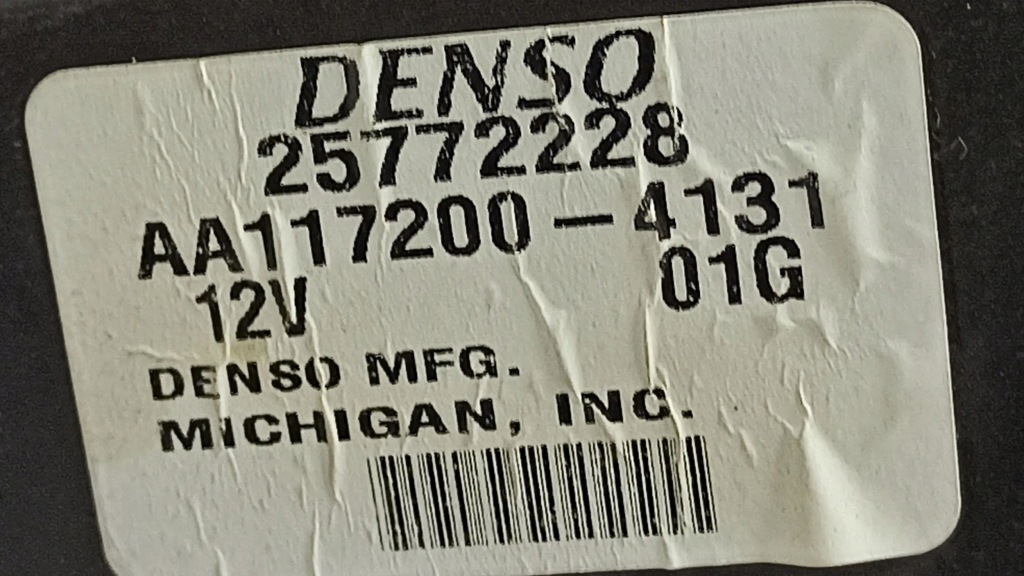 DENSO
25772228
AA117200-4131
12V 01G
DENSO MFG.
MICHIGAN, INC.